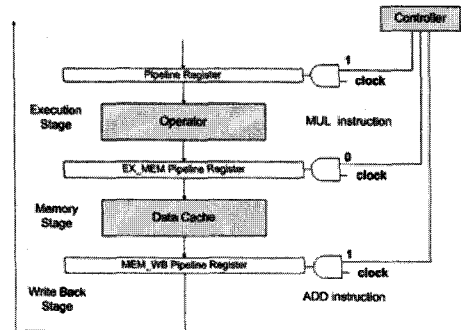 Controller
1
Pipeline Register
clock
Execution
Stage
Operator
MUL instruction
0
EX_MEM Pipeline Register
clock
Memory
Stage
Data Cache
1
MEM_WB Pipeline Register
clock
Write Back
Stage
ADD instruction